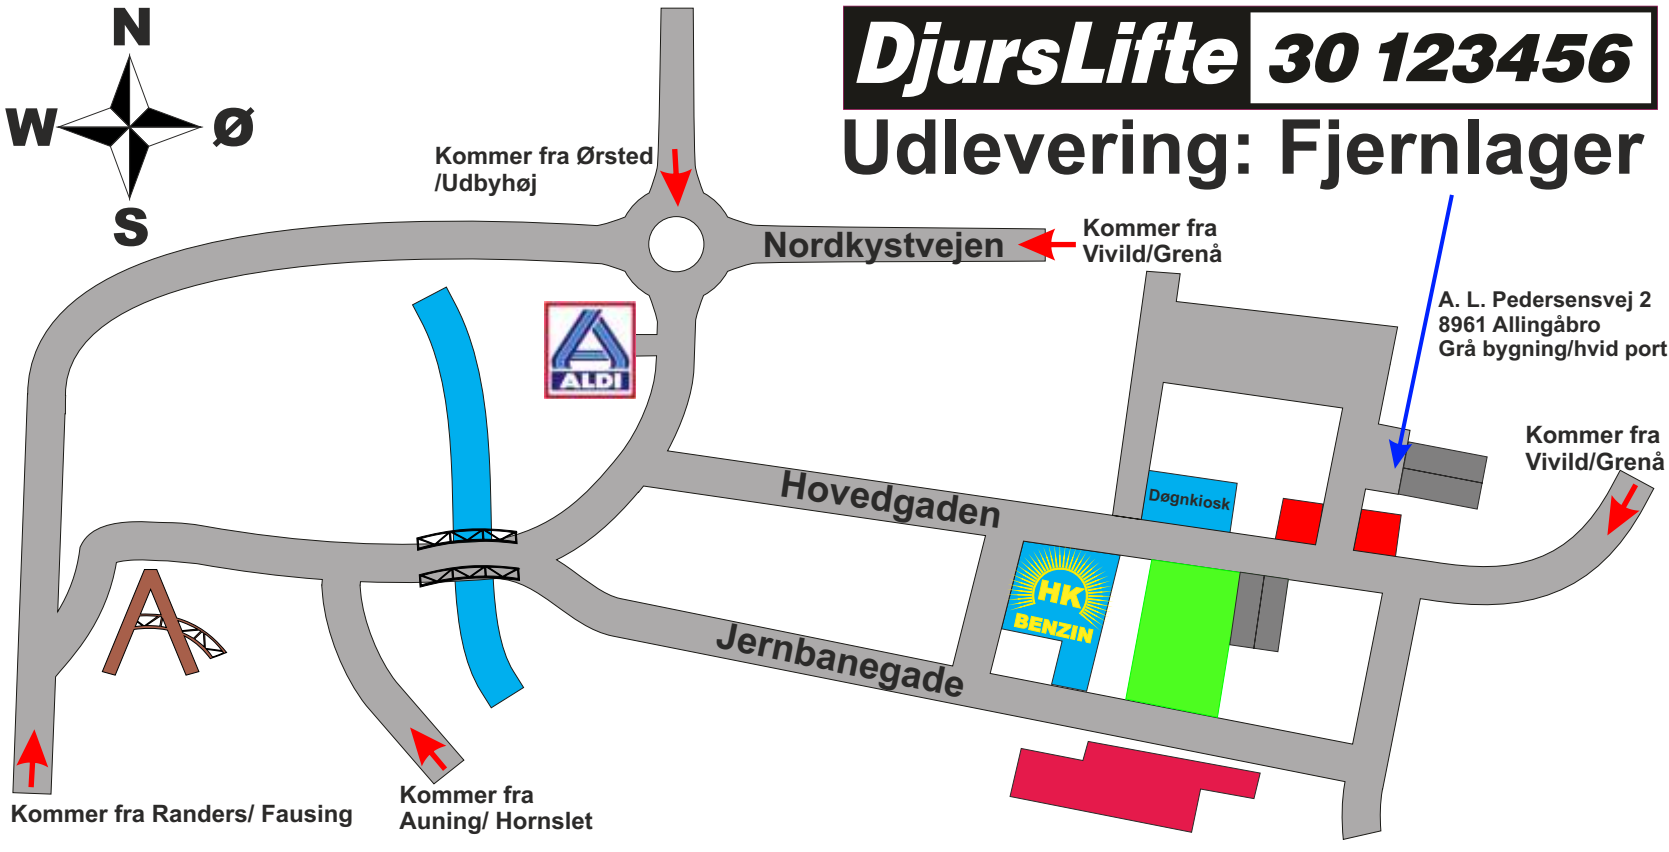 N
W
Ø
S
DjursLifte 30 123456
Udlevering: Fjernlager
Kommer fra Ørsted
/Udbyhøj
Nordkystvejen
Kommer fra
Vivild/Grenå
A. L. Pedersensvej 2
8961 Allingåbro
Grå bygning/hvid port
ALDI
Kommer fra
Vivild/Grenå
Hovedgaden
Døgnkiosk
HK
BENZIN
Jernbanegade
Kommer fra Randers/ Fausing
Kommer fra
Auning/ Hornslet